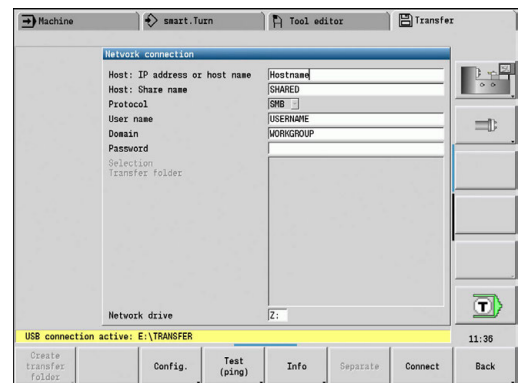 Machine
smart.Turn
Tool editor
Transfer
Network connection
Host: IP address or host name Hostname
Host: Share name SHARED
Protocol SMB
User name USERNAME
Domain WORKGROUP
Password
Selection
Transfer folder
Network drive Z:
T
USB connection active: E:\TRANSFER
11:36
Create transfer folder
Config.
Test (ping)
Info
Separate
Connect
Back